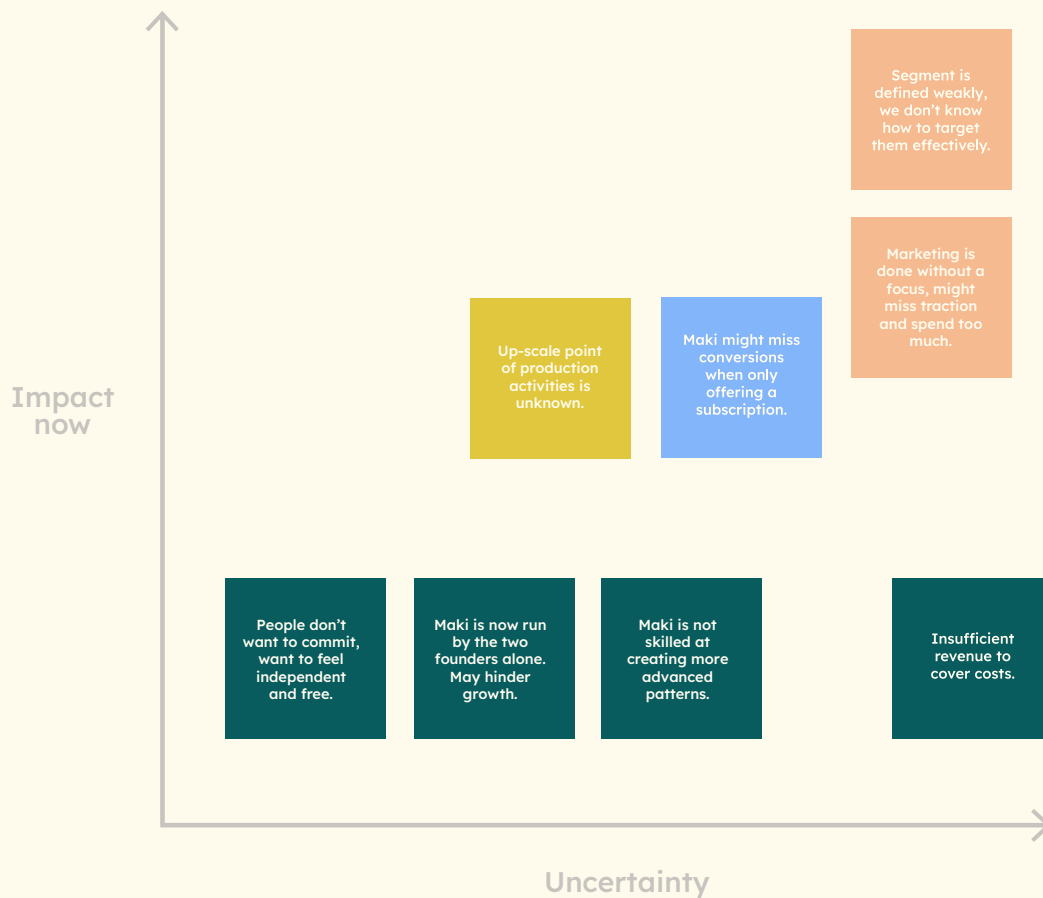 Segment is
defined weakly,
we don't know
how to target
them effectively.
Marketing is
done without a
focus, might
miss traction
and spend too
much.
Up-scale point
of production
activities is
unknown.
Maki might miss
conversions
when only
offering a
subscription.
Impact
now
People don't
want to commit,
want to feel
independent
and free.
Maki is now run
by the two
founders alone.
May hinder
growth.
Maki is not
skilled at
creating more
advanced
patterns.
Insufficient
revenue to
cover costs.
Uncertainty